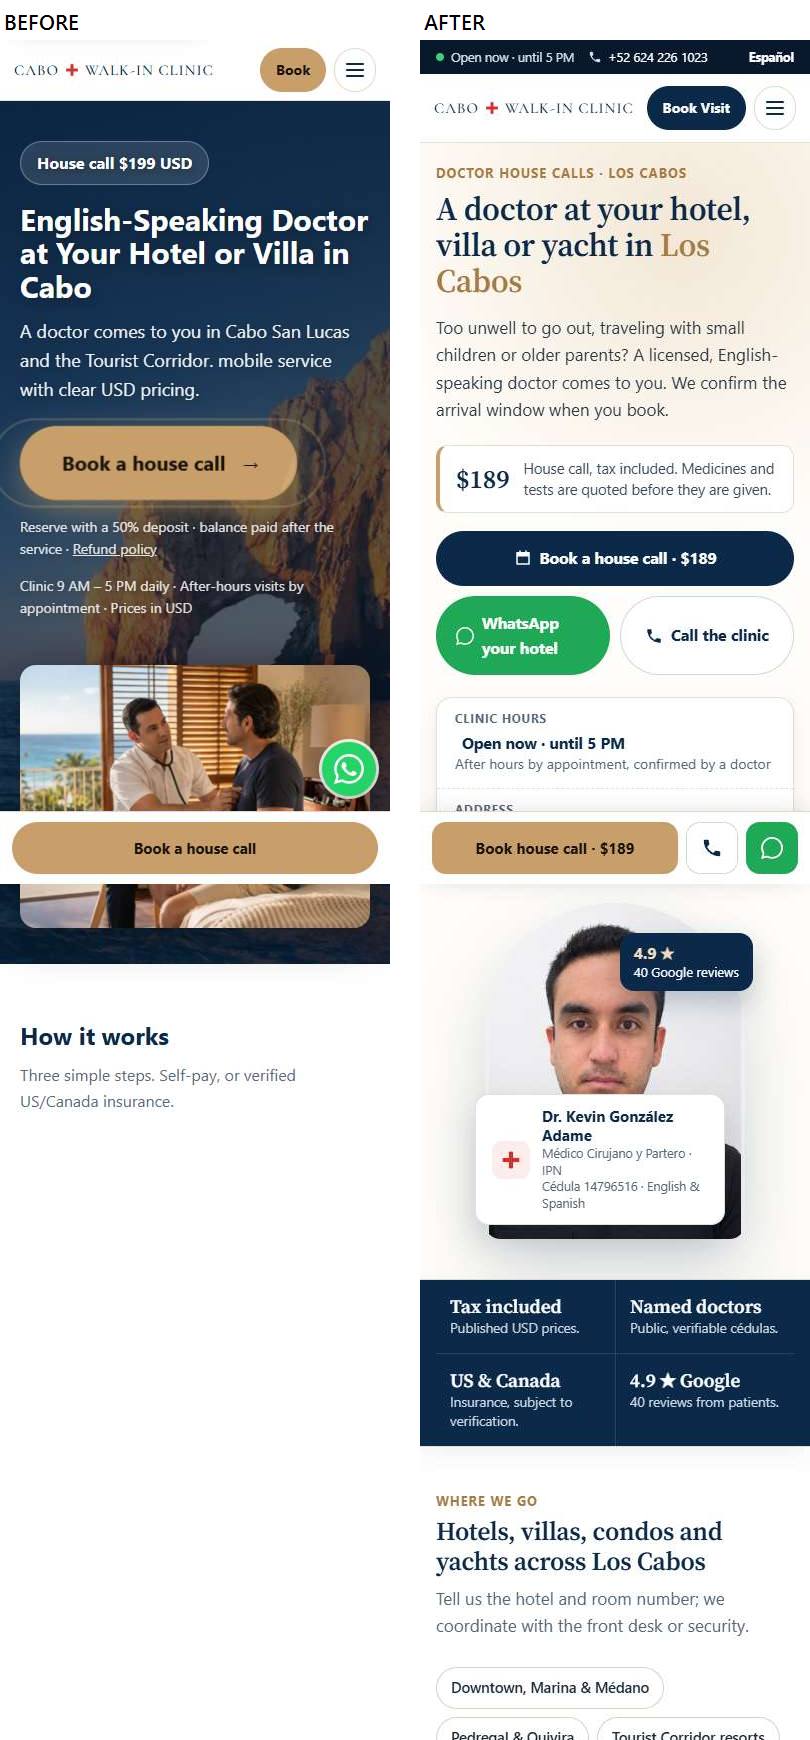 BEFORE
CABO + WALK-IN CLINIC
Book
House call $199 USD
English-Speaking Doctor
at Your Hotel or Villa in
Cabo
A doctor comes to you in Cabo San Lucas
and the Tourist Corridor. mobile service
with clear USD pricing.
Book a house call →
Reserve with a 50% deposit · balance paid after the
service · Refund policy
Clinic 9 AM – 5 PM daily · After-hours visits by
appointment · Prices in USD
Book a house call
How it works
Three simple steps. Self-pay, or verified
US/Canada insurance.
AFTER
Open now · until 5 PM +52 624 226 1023 Español
CABO + WALK-IN CLINIC
Book Visit
DOCTOR HOUSE CALLS · LOS CABOS
A doctor at your hotel,
villa or yacht in Los
Cabos
Too unwell to go out, traveling with small
children or older parents? A licensed, English-
speaking doctor comes to you. We confirm the
arrival window when you book.
$189
House call, tax included. Medicines and
tests are quoted before they are given.
Book a house call · $189
WhatsApp
your hotel
Call the clinic
CLINIC HOURS
Open now · until 5 PM
After hours by appointment, confirmed by a doctor
ADDRESS
Book house call · $189
4.9 ★
40 Google reviews
Dr. Kevin González
Adame
Médico Cirujano y Partero ·
IPN
Cédula 14796516 · English &
Spanish
Tax included
Published USD prices.
Named doctors
Public, verifiable cédulas.
US & Canada
Insurance, subject to
verification.
4.9 ★ Google
40 reviews from patients.
WHERE WE GO
Hotels, villas, condos and
yachts across Los Cabos
Tell us the hotel and room number; we
coordinate with the front desk or security.
Downtown, Marina & Médano
Pedregal & Quivira
Tourist Corridor resorts